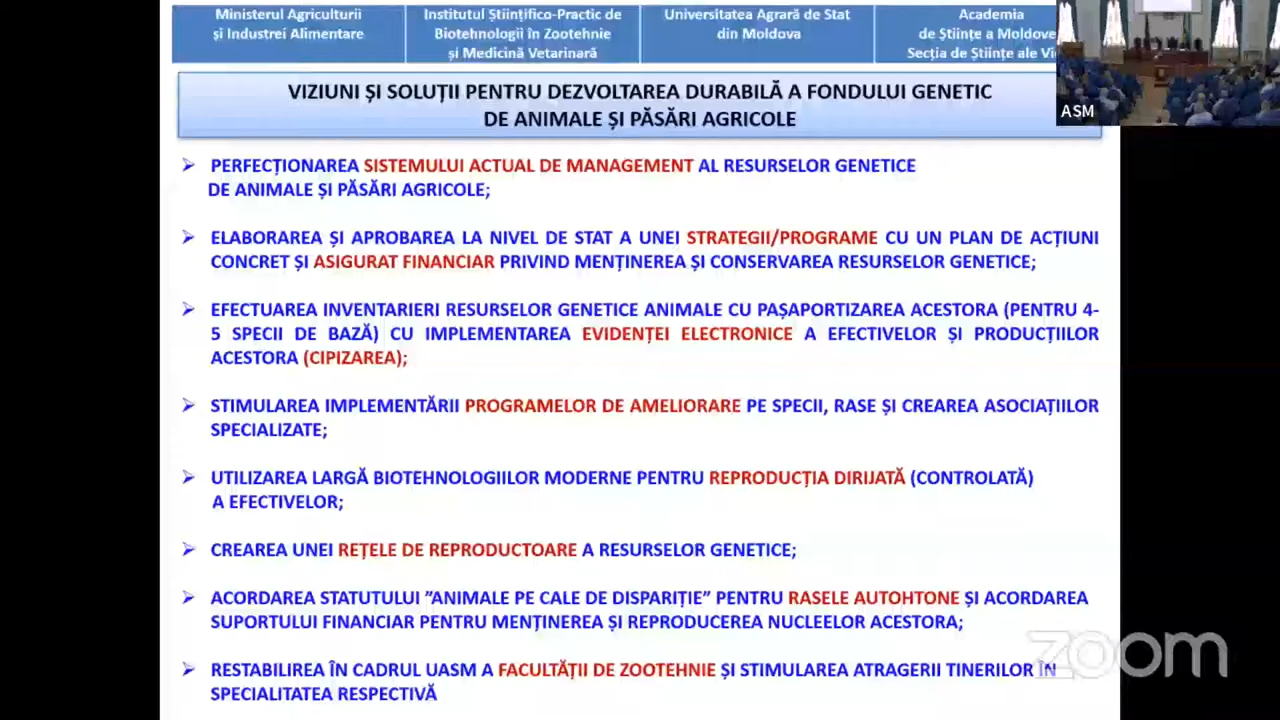 Ministerul Agriculturii
și Industrei Alimentare
Institutul Științifico-Practic de
Biotehnologii în Zootehnie
și Medicină Vetarinară
Universitatea Agrară de Stat
din Moldova
Academia
de Științe a Moldove
Secția de Științe ale Vi
ASM
VIZIUNI ȘI SOLUȚII PENTRU DEZVOLTAREA DURABILĂ A FONDULUI GENETIC
DE ANIMALE ȘI PĂSĂRI AGRICOLE
➢ PERFECȚIONAREA SISTEMULUI ACTUAL DE MANAGEMENT AL RESURSELOR GENETICE
DE ANIMALE ȘI PĂSĂRI AGRICOLE;
➢ ELABORAREA ȘI APROBAREA LA NIVEL DE STAT A UNEI STRATEGII/PROGRAME CU UN PLAN DE ACȚIUNI
CONCRET ȘI ASIGURAT FINANCIAR PRIVIND MENȚINEREA ȘI CONSERVAREA RESURSELOR GENETICE;
➢ EFECTUAREA INVENTARIERI RESURSELOR GENETICE ANIMALE CU PAȘAPORTIZAREA ACESTORA (PENTRU 4-
5 SPECII DE BAZĂ) CU IMPLEMENTAREA EVIDENȚEI ELECTRONICE A EFECTIVELOR ȘI PRODUCȚIILOR
ACESTORA (CIPIZAREA);
➢ STIMULAREA IMPLEMENTĂRII PROGRAMELOR DE AMELIORARE PE SPECII, RASE ȘI CREAREA ASOCIAȚIILOR
SPECIALIZATE;
➢ UTILIZAREA LARGĂ BIOTEHNOLOGIILOR MODERNE PENTRU REPRODUCȚIA DIRIJATĂ (CONTROLATĂ)
A EFECTIVELOR;
➢ CREAREA UNEI REȚELE DE REPRODUCTOARE A RESURSELOR GENETICE;
➢ ACORDAREA STATUTULUI ”ANIMALE PE CALE DE DISPARIȚIE” PENTRU RASELE AUTOHTONE ȘI ACORDAREA
SUPORTULUI FINANCIAR PENTRU MENȚINEREA ȘI REPRODUCEREA NUCLEELOR ACESTORA;
➢ RESTABILIREA ÎN CADRUL UASM A FACULTĂȚII DE ZOOTEHNIE ȘI STIMULAREA ATRAGERII TINERILOR ÎN
SPECIALITATEA RESPECTIVĂ
zoom